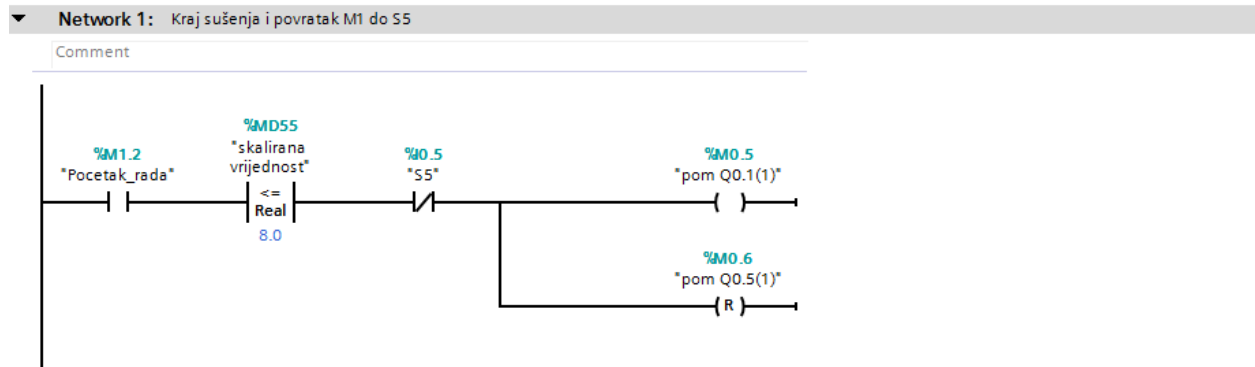 Network 1: Kraj sušenja i povratak M1 do S5
Comment
%MD55
"skalirana
vrijednost"
%M1.2
"Pocetak_rada"
<=
Real
8.0
%I0.5
"S5"
%M0.5
"pom Q0.1(1)"
%M0.6
"pom Q0.5(1)"
R